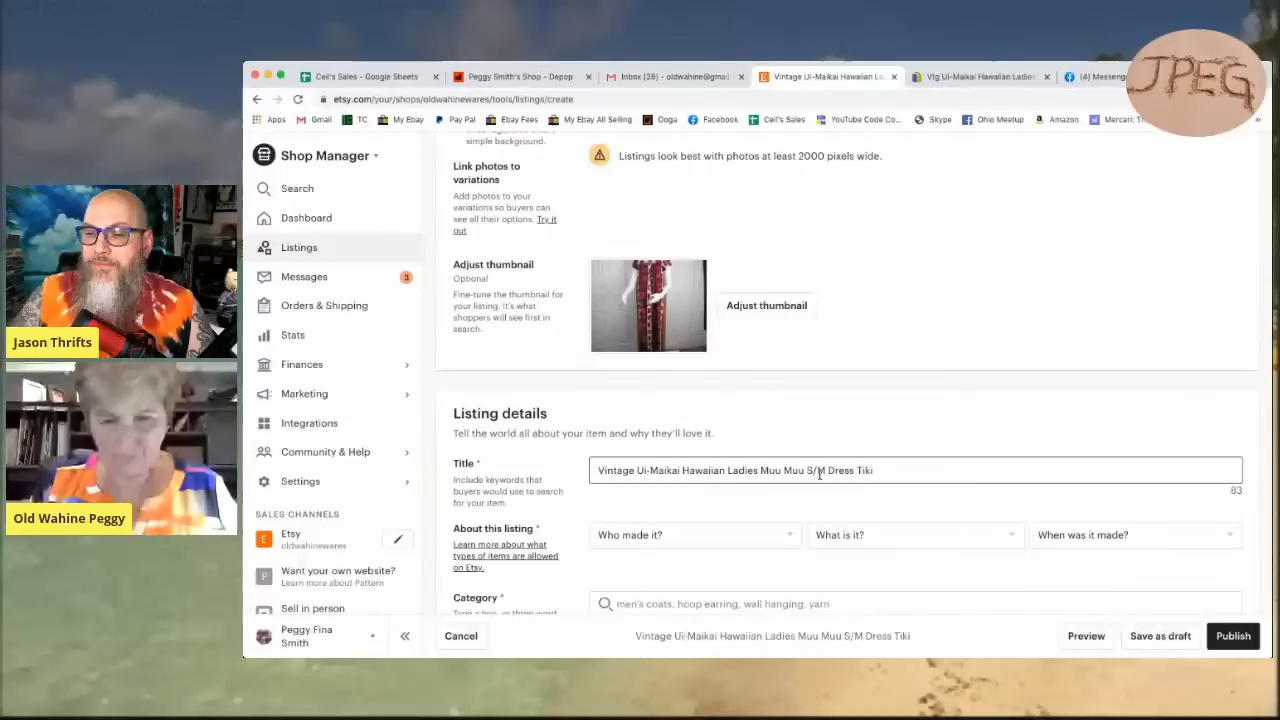 JPEG
Ceil's Sales - Google Sheets
Peggy Smith's Shop - Depop
Inbox (28) - oldwahine@gmai
Vintage Ui-Maikai Hawaiian La
Vtg Ui-Maikai Hawaiian Ladies
(4) Messeng
etsy.com/your/shops/oldwahinewares/tools/listings/create
Apps
Gmail
TC
My Ebay
Pay Pal
Ebay Fees
My Ebay All Selling
Ooga
Facebook
Ceil's Sales
YouTube Code Co...
Skype
Ohio Meetup
Amazon
Mercari:
Shop Manager
Search
Dashboard
Listings
Messages 3
Orders & Shipping
Stats
Finances
Marketing
Integrations
Community & Help
Settings
SALES CHANNELS
E
Etsy
oldwahinewares
P
Want your own website?
Learn more about Pattern
Sell in person
Peggy Fina
Smith
simple background.
Link photos to
variations
Add photos to your
variations so buyers can
see all their options. Try it
out
Listings look best with photos at least 2000 pixels wide.
Adjust thumbnail
Optional
Fine-tune the thumbnail for
your listing. It's what
shoppers will see first in
search.
Adjust thumbnail
Listing details
Tell the world all about your item and why they'll love it.
Title *
Include keywords that
buyers would use to search
for your item.
Vintage Ui-Maikai Hawaiian Ladies Muu Muu S/M Dress Tiki
83
About this listing *
Learn more about what
types of items are allowed
on Etsy.
Who made it?
What is it?
When was it made?
Category *
men's coats, hoop earring, wall hanging, yarn
Cancel
Vintage Ui-Maikai Hawaiian Ladies Muu Muu S/M Dress Tiki
Preview
Save as draft
Publish
Jason Thrifts
Old Wahine Peggy